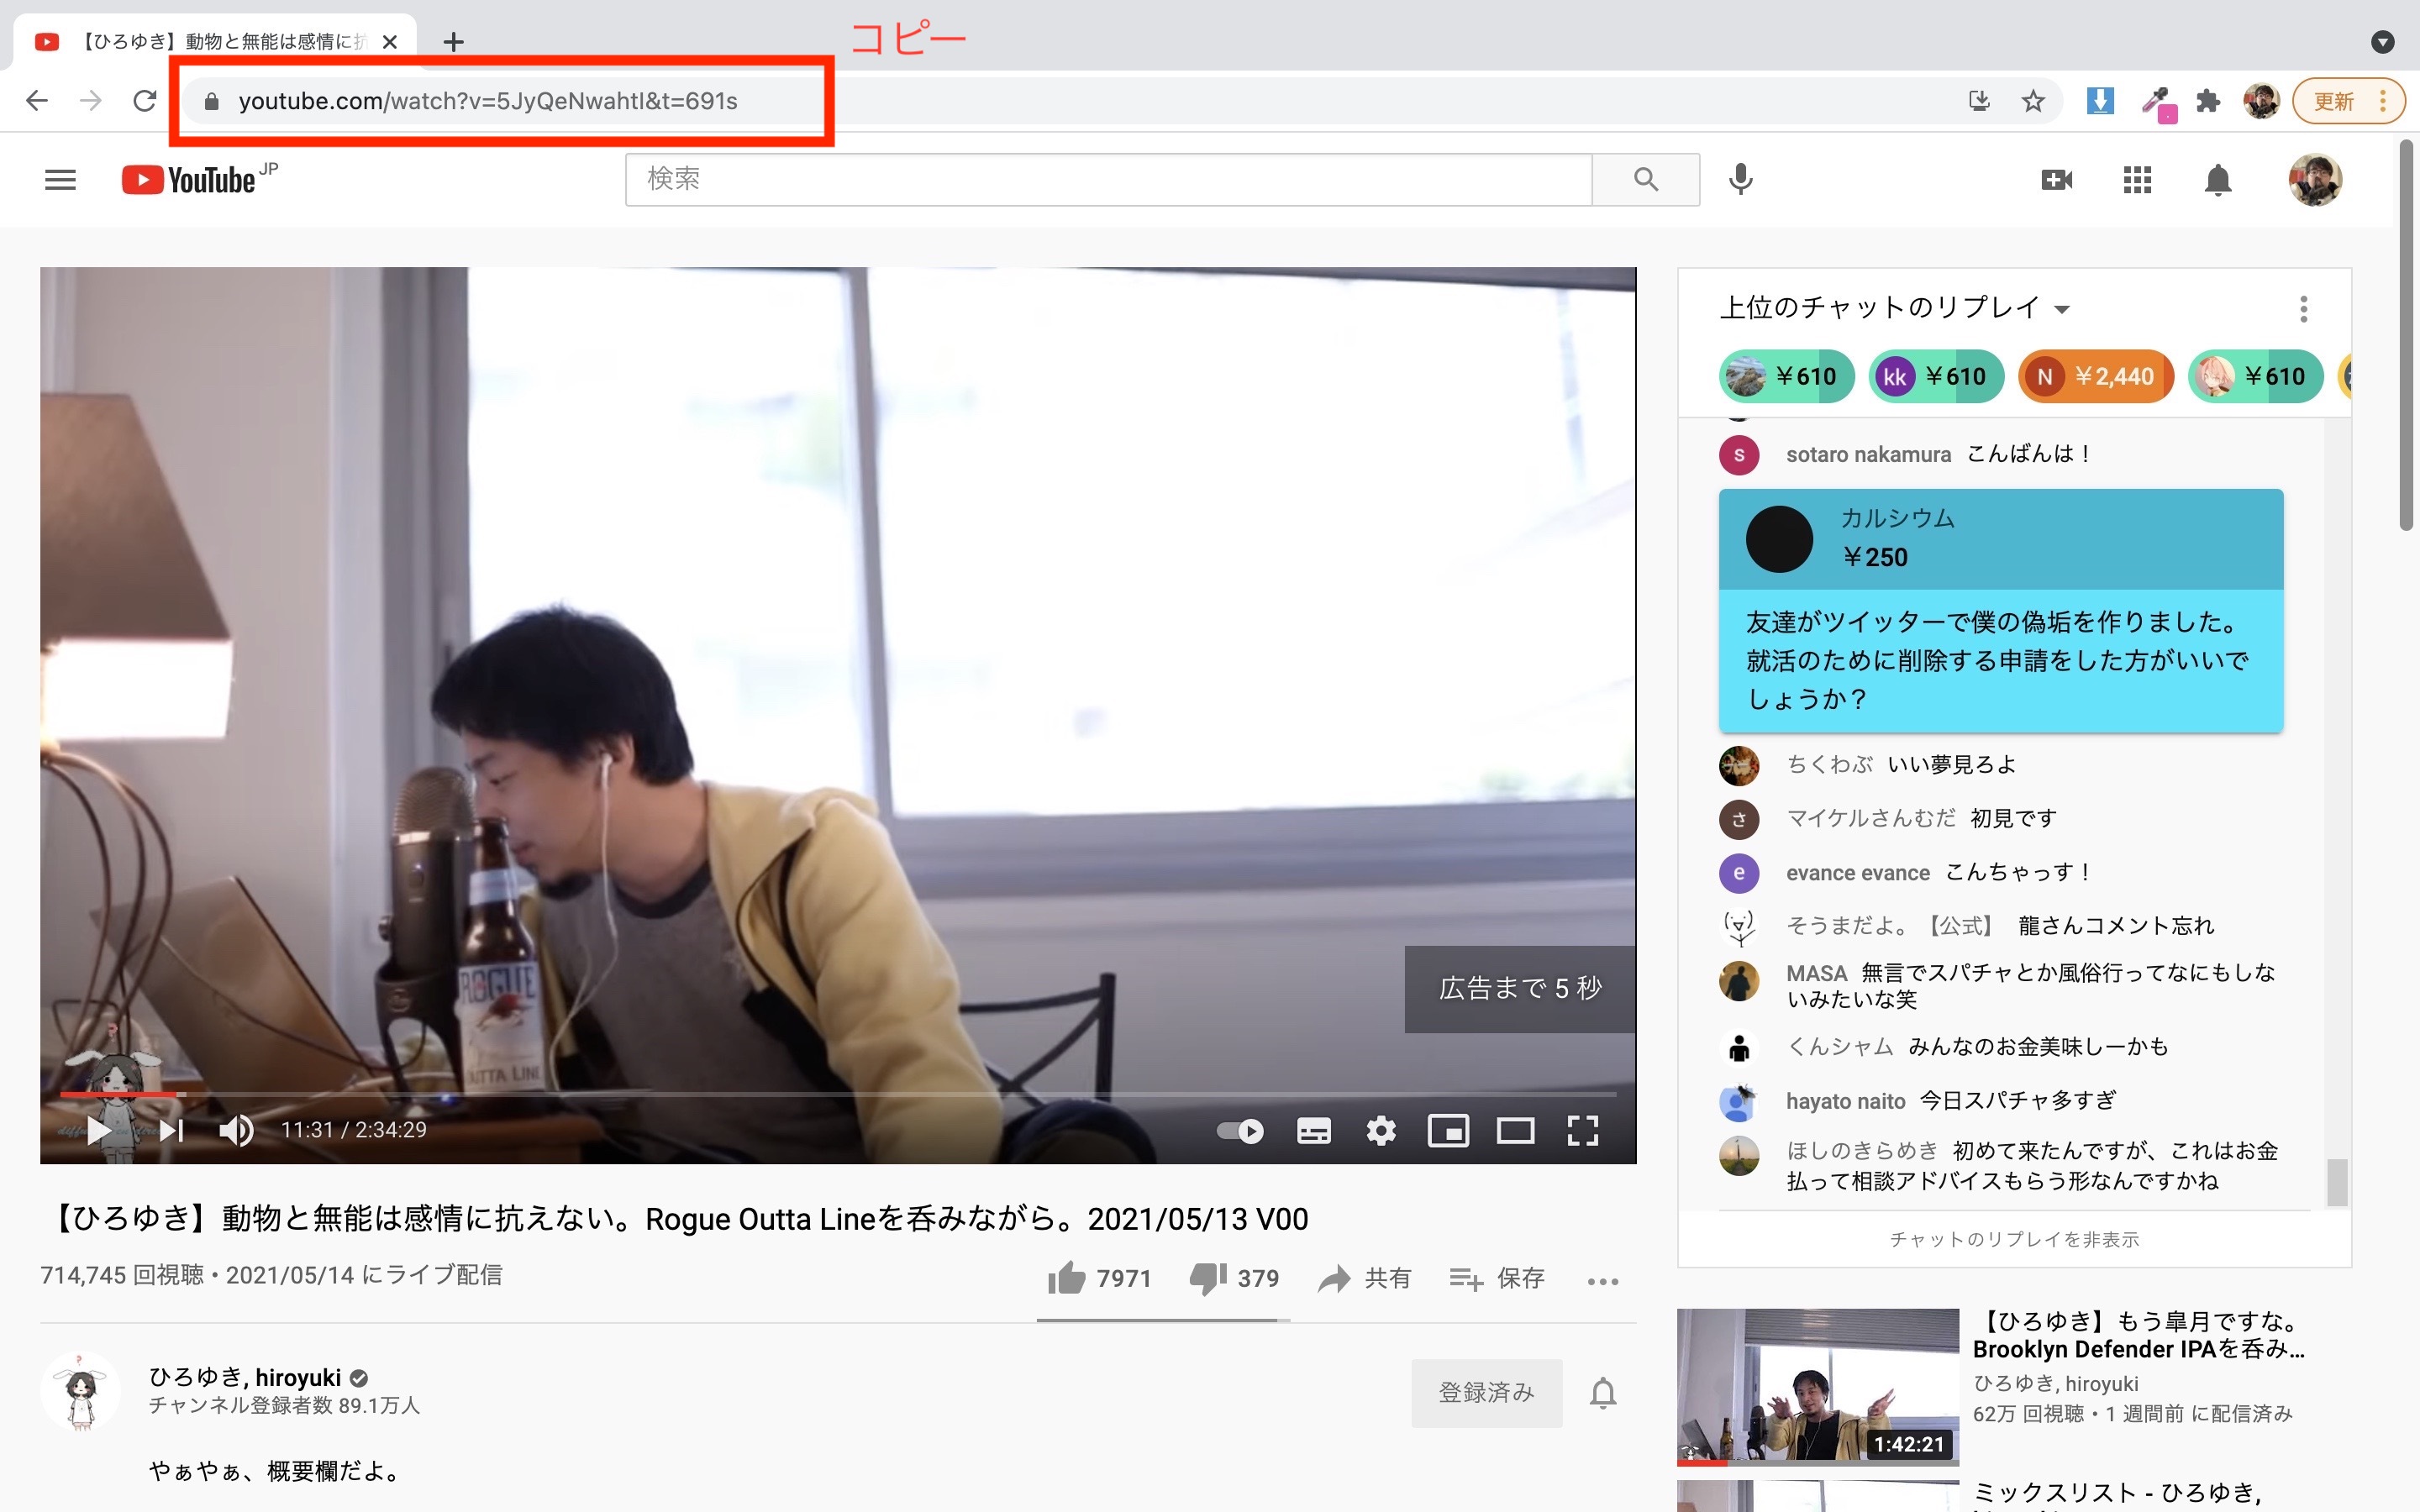 【ひろゆき】動物と無能は感情に抗
コピー
youtube.com/watch?v=5JyQeNwahtI&t=691s
更新
YouTube JP
検索
上位のチャットのリプレイ
￥610
kk ￥610
N ￥2,440
￥610
s sotaro nakamura こんばんは！
カルシウム
￥250
友達がツイッターで僕の偽垢を作りました。
就活のために削除する申請をした方がいいで
しょうか？
ちくわぶ いい夢見ろよ
さ マイケルさんむだ 初見です
e evance evance こんちゃっす！
そうまだよ。【公式】 龍さんコメント忘れ
MASA 無言でスパチャとか風俗行ってなにもしな
いみたいな笑
くんシャム みんなのお金美味しーかも
hayato naito 今日スパチャ多すぎ
ほしのきらめき 初めて来たんですが、これはお金
払って相談アドバイスもらう形なんですかね
チャットのリプレイを非表示
ROGUE
OUTTA LINE
広告まで 5 秒
11:31 / 2:34:29
【ひろゆき】動物と無能は感情に抗えない。Rogue Outta Lineを呑みながら。2021/05/13 V00
714,745 回視聴・2021/05/14 にライブ配信
7971
379
共有
保存
ひろゆき, hiroyuki
チャンネル登録者数 89.1万人
登録済み
やぁやぁ、概要欄だよ。
【ひろゆき】もう皐月ですな。
Brooklyn Defender IPAを呑み...
ひろゆき, hiroyuki
62万 回視聴・1 週間前 に配信済み
1:42:21
ミックスリスト - ひろゆき,